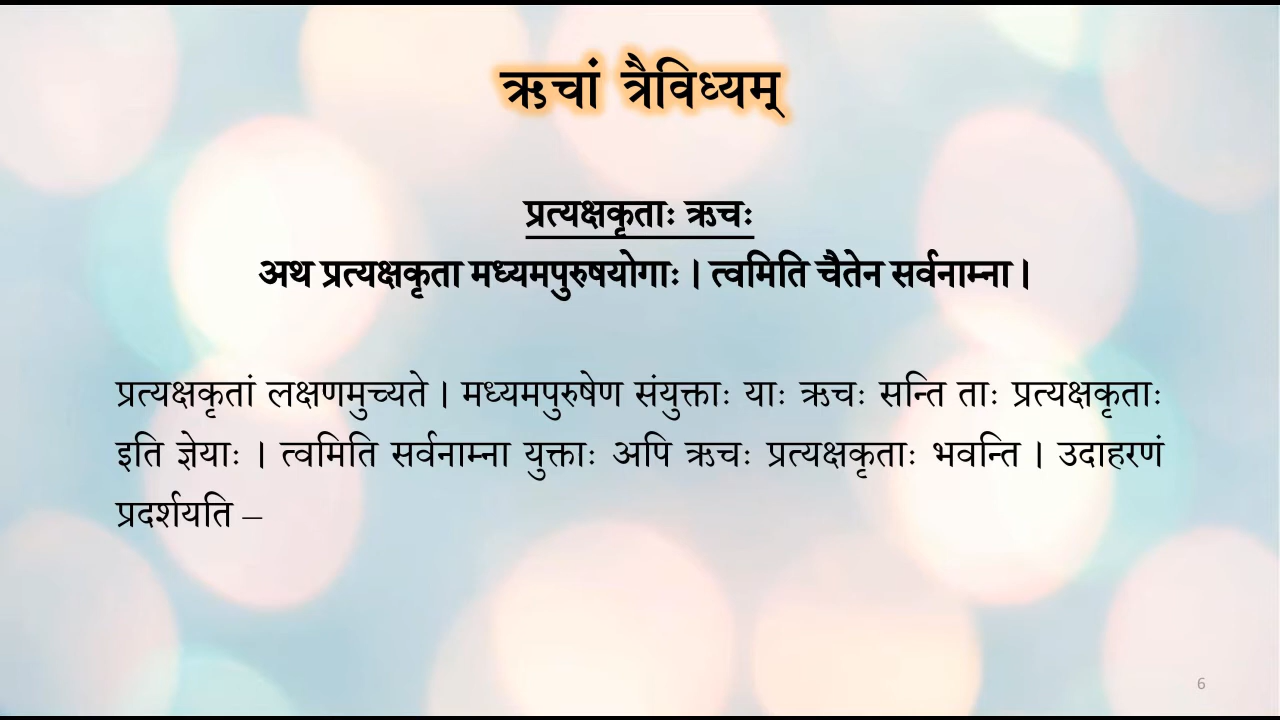 ऋचां त्रैविध्यम्
प्रत्यक्षकृताः ऋचः
अथ प्रत्यक्षकृता मध्यमपुरुषयोगाः । त्वमिति चैतेन सर्वनाम्ना ।
प्रत्यक्षकृतां लक्षणमुच्यते । मध्यमपुरुषेण संयुक्ताः याः ऋचः सन्ति ताः प्रत्यक्षकृताः
इति ज्ञेयाः । त्वमिति सर्वनाम्ना युक्ताः अपि ऋचः प्रत्यक्षकृताः भवन्ति । उदाहरणं
प्रदर्शयति –
6